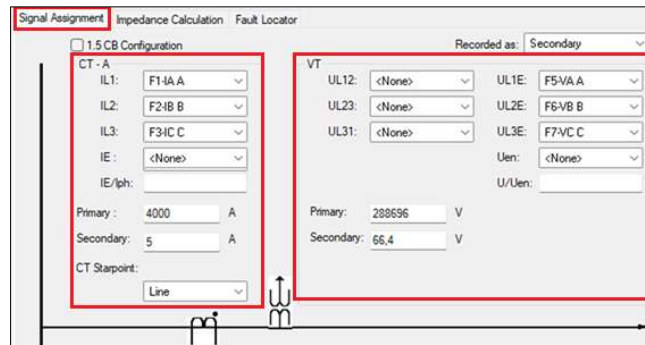 Signal Assignment Impedance Calculation Fault Locator
1.5 CB Configuration Recorded as: Secondary
CT - A VT
IL1: F1-IA A UL12: <None> UL1E: F5-VA A
IL2: F2-IB B UL23: <None> UL2E: F6-VB B
IL3: F3-IC C UL31: <None> UL3E: F7-VC C
IE : <None> Uen: <None>
IE/Iph: U/Uen:
Primary : 4000 A Primary: 288696 V
Secondary: 5 A Secondary: 66,4 V
CT Starpoint:
Line